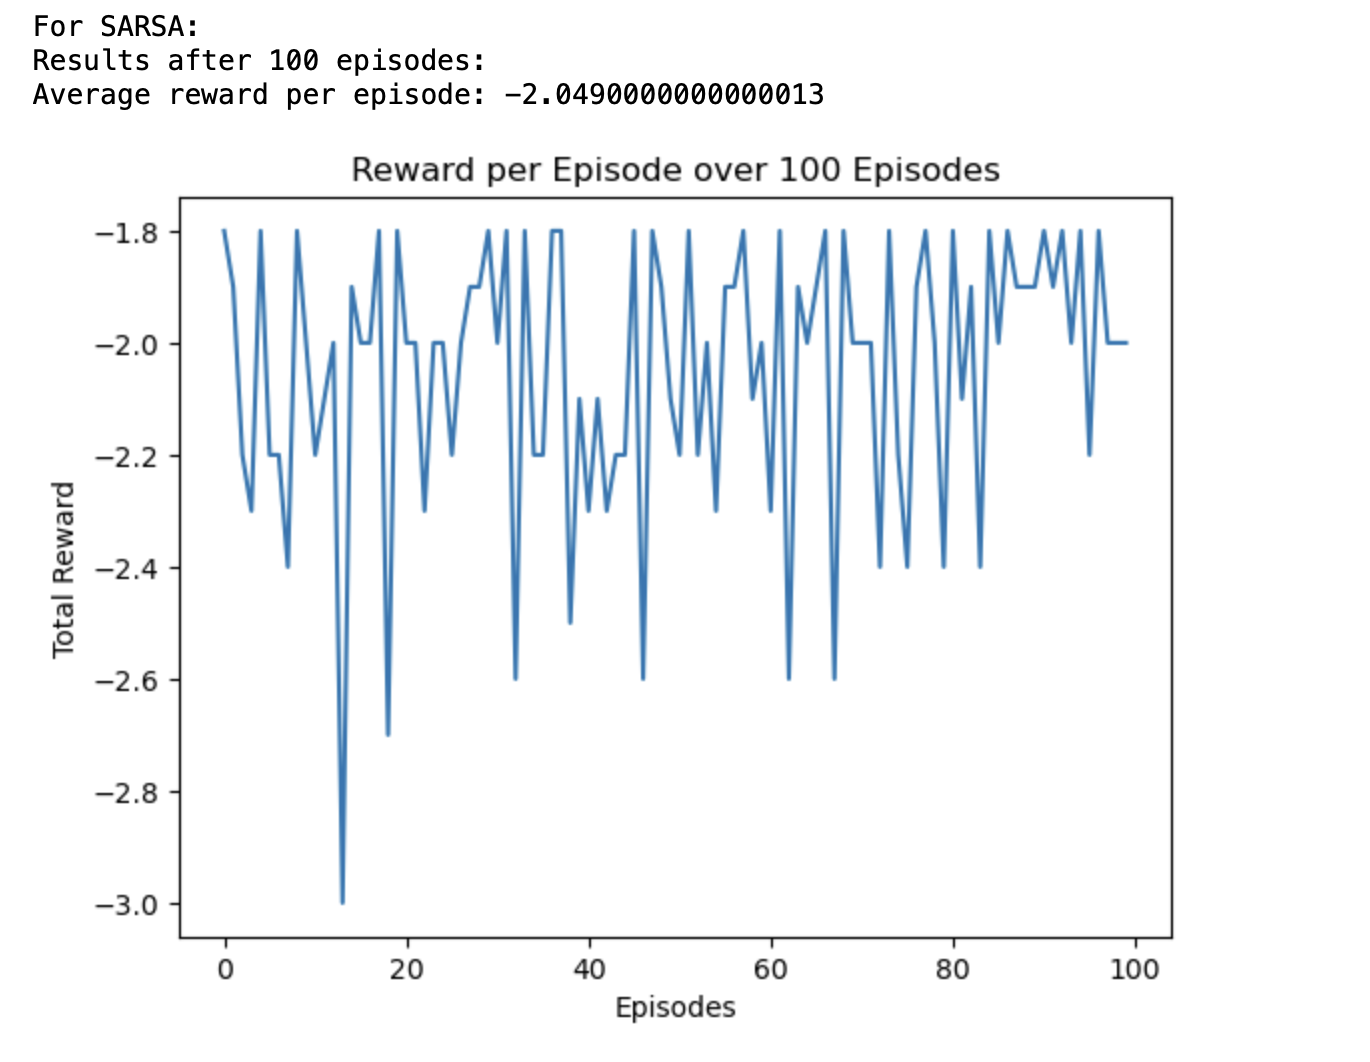 For SARSA:
Results after 100 episodes:
Average reward per episode: -2.0490000000000013
Reward per Episode over 100 Episodes
−1.8
−2.0
−2.2
−2.4
−2.6
−2.8
−3.0
Total Reward
0 20 40 60 80 100
Episodes